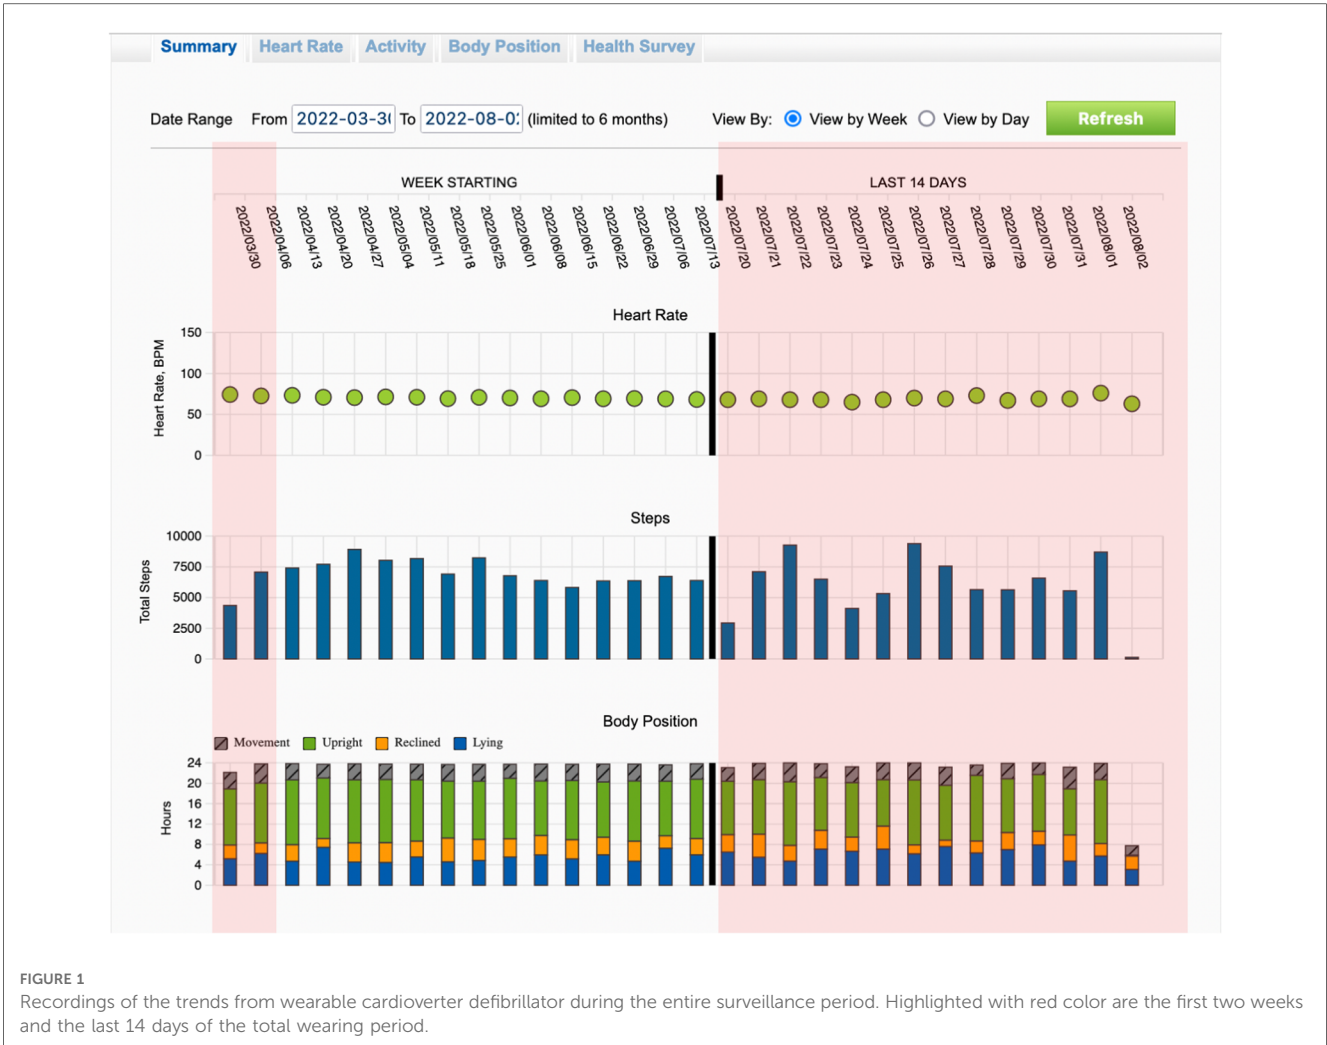 Summary Heart Rate Activity Body Position Health Survey
Date Range From 2022-03-3 To 2022-08-0 (limited to 6 months) View By: View by Week View by Day Refresh
WEEK STARTING LAST 14 DAYS
2022/03/30 2022/04/06 2022/04/13 2022/04/20 2022/04/27 2022/05/04 2022/05/11 2022/05/18 2022/05/25 2022/06/01 2022/06/08 2022/06/15 2022/06/22 2022/06/29 2022/07/06 2022/07/13 2022/07/20 2022/07/21 2022/07/22 2022/07/23 2022/07/24 2022/07/25 2022/07/26 2022/07/27 2022/07/28 2022/07/29 2022/07/30 2022/07/31 2022/08/01 2022/08/02
Heart Rate
Heart Rate, BPM
150
100
50
0
Steps
Total Steps
10000
7500
5000
2500
0
Body Position
Movement Upright Reclined Lying
Hours
24
20
16
12
8
4
0
FIGURE 1
Recordings of the trends from wearable cardioverter defibrillator during the entire surveillance period. Highlighted with red color are the first two weeks
and the last 14 days of the total wearing period.